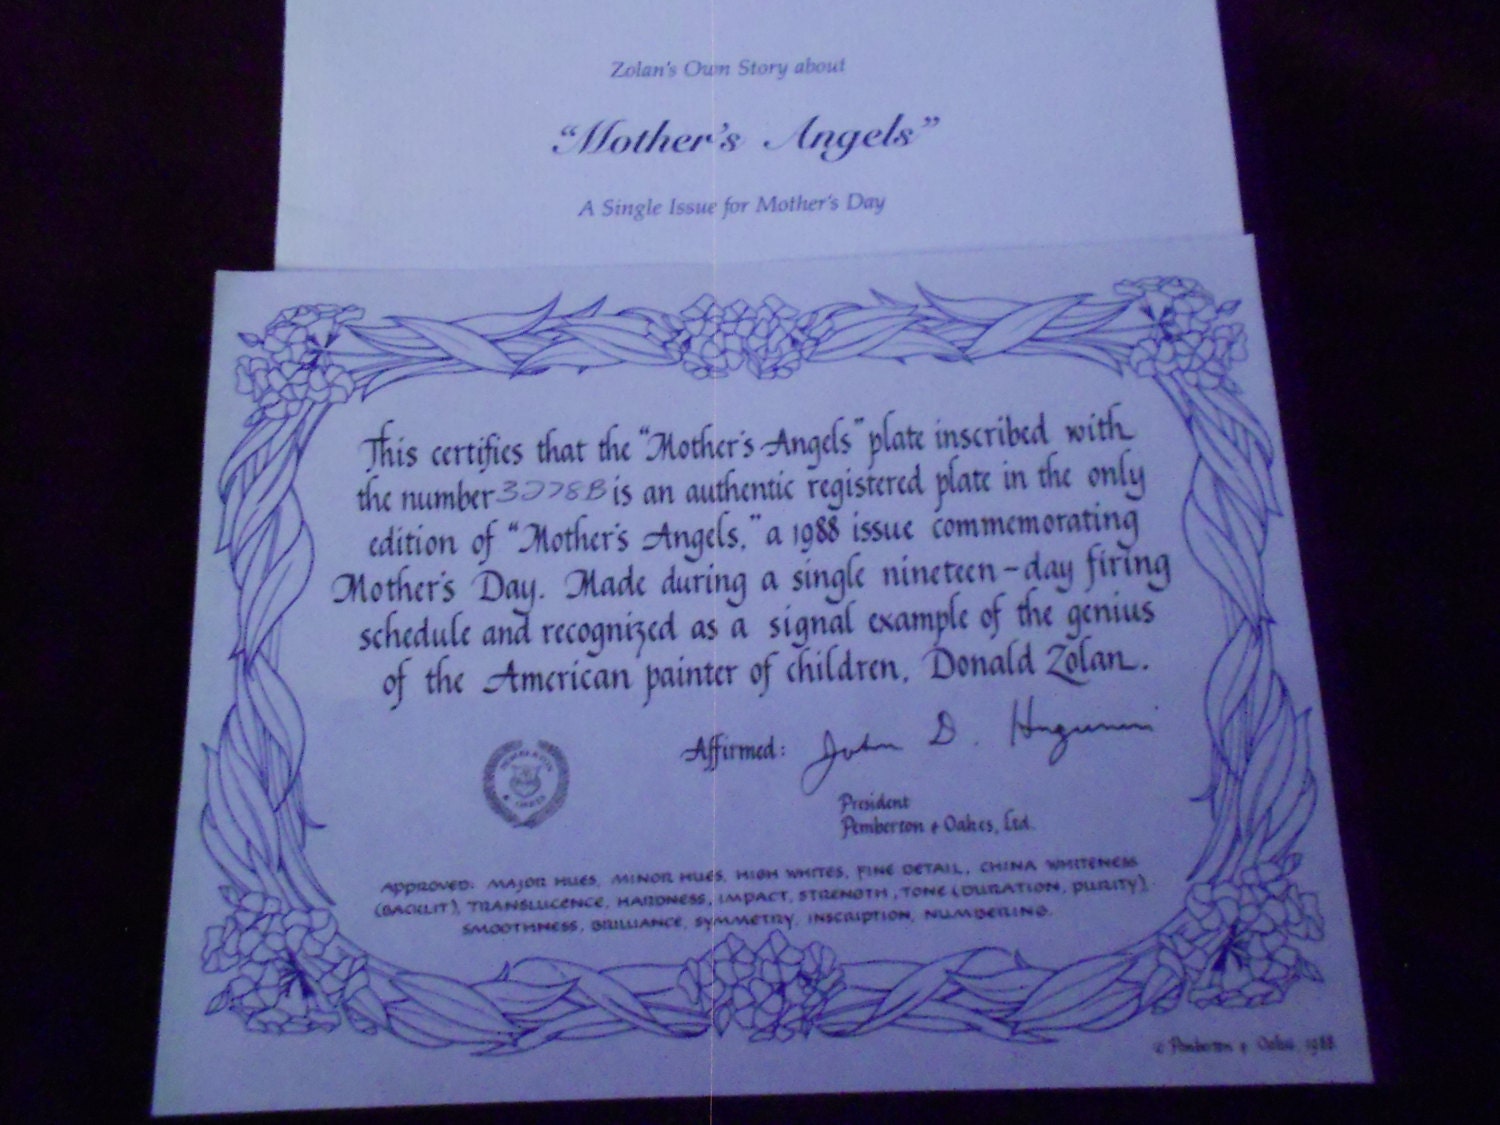 Zolan's Own Story about
"Mother's Angels"
A Single Issue for Mother's Day
This certifies that the "Mother's Angels" plate inscribed with
the number 3278B is an authentic registered plate in the only
edition of "Mother's Angels," a 1988 issue commemorating
Mother's Day. Made during a single nineteen-day firing
schedule and recognized as a signal example of the genius
of the American painter of children, Donald Zolan.
Affirmed: John D.
President
Pemberton & Oakes, Ltd.
APPROVED: MAJOR HUES, MINOR HUES, HIGH WHITES, FINE DETAIL, CHINA WHITENESS
(BACKLIT), TRANSLUCENCE, HARDNESS, IMPACT, STRENGTH, TONE (DURATION, PURITY),
SMOOTHNESS, BRILLIANCE, SYMMETRY, INSCRIPTION, NUMBERING.
© Pemberton & Oakes, 1988